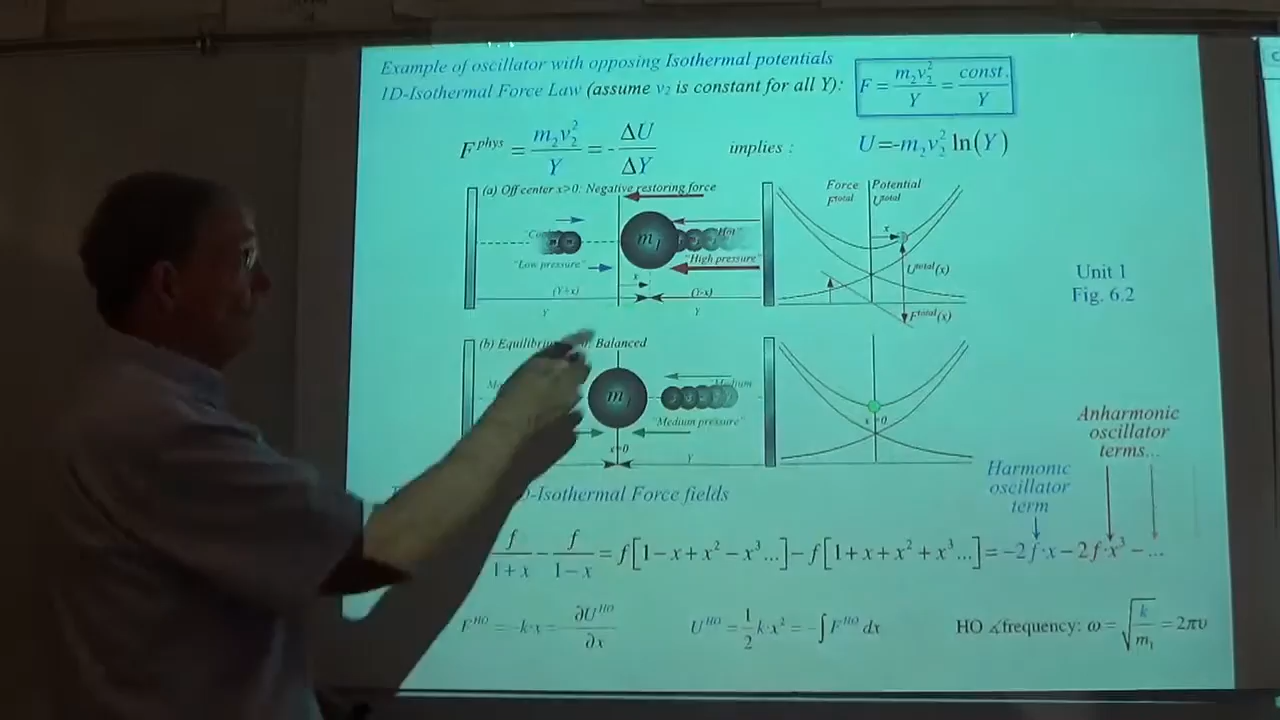 Example of oscillator with opposing Isothermal potentials
1D-Isothermal Force Law (assume v₂ is constant for all Y): F = m₂v₂²/Y = const./Y
F^phys = m₂v₂²/Y = -ΔU/ΔY implies : U=-m₂v₂² ln(Y)
(a) Off center x>0: Negative restoring force
Force Potential
F^total U^total
m₁
x
"Low pressure" "High pressure"
U^total(x)
x
(Y+x) (Y-x)
Y Y
F^total(x)
Unit 1
Fig. 6.2
(b) Balanced
m₁
Medium
"Medium pressure"
x=0
Y
Anharmonic
oscillator
terms...
Harmonic
oscillator
term
-Isothermal Force fields
f/(1+x) - f/(1-x) = f[1-x+x²-x³...]-f[1+x+x²+x³...]=-2f·x-2f·x³-...
F^HO = -k·x = -∂U^HO/∂x U^HO = 1/2 k·x² = -∫F^HO dx HO ∡frequency: ω = √(k/m₁) = 2πυ